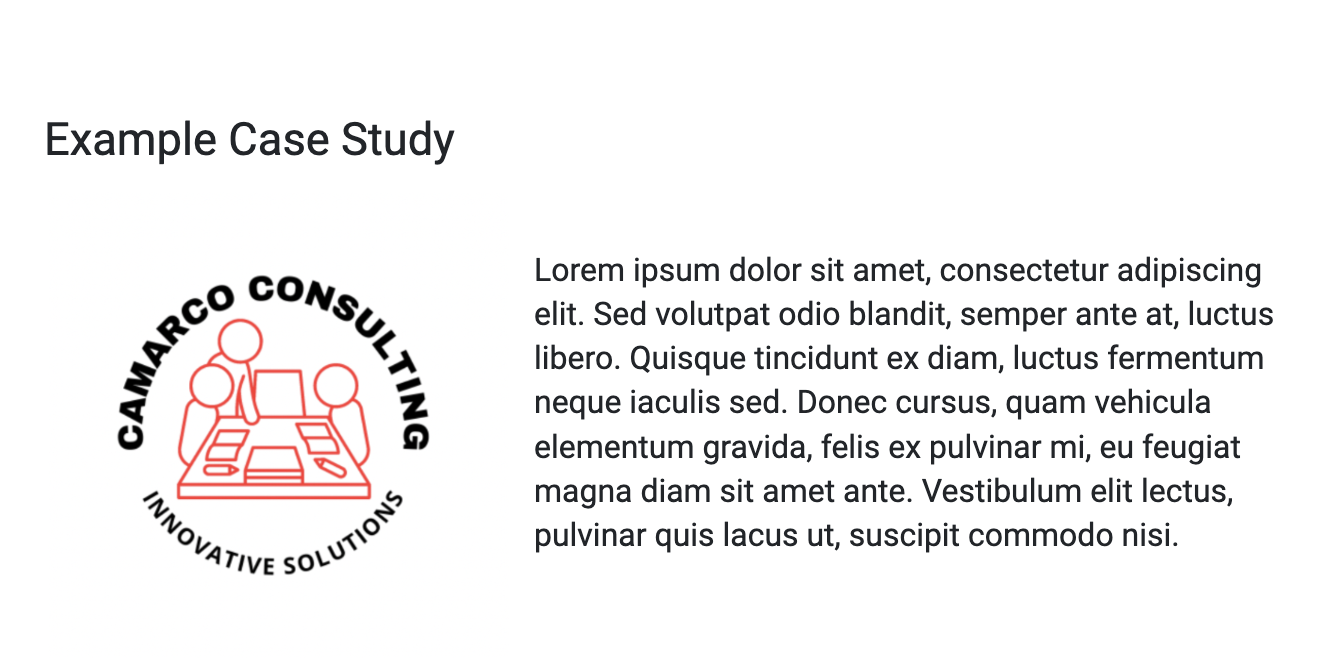 Example Case Study
CAMARCO CONSULTING
INNOVATIVE SOLUTIONS
Lorem ipsum dolor sit amet, consectetur adipiscing
elit. Sed volutpat odio blandit, semper ante at, luctus
libero. Quisque tincidunt ex diam, luctus fermentum
neque iaculis sed. Donec cursus, quam vehicula
elementum gravida, felis ex pulvinar mi, eu feugiat
magna diam sit amet ante. Vestibulum elit lectus,
pulvinar quis lacus ut, suscipit commodo nisi.